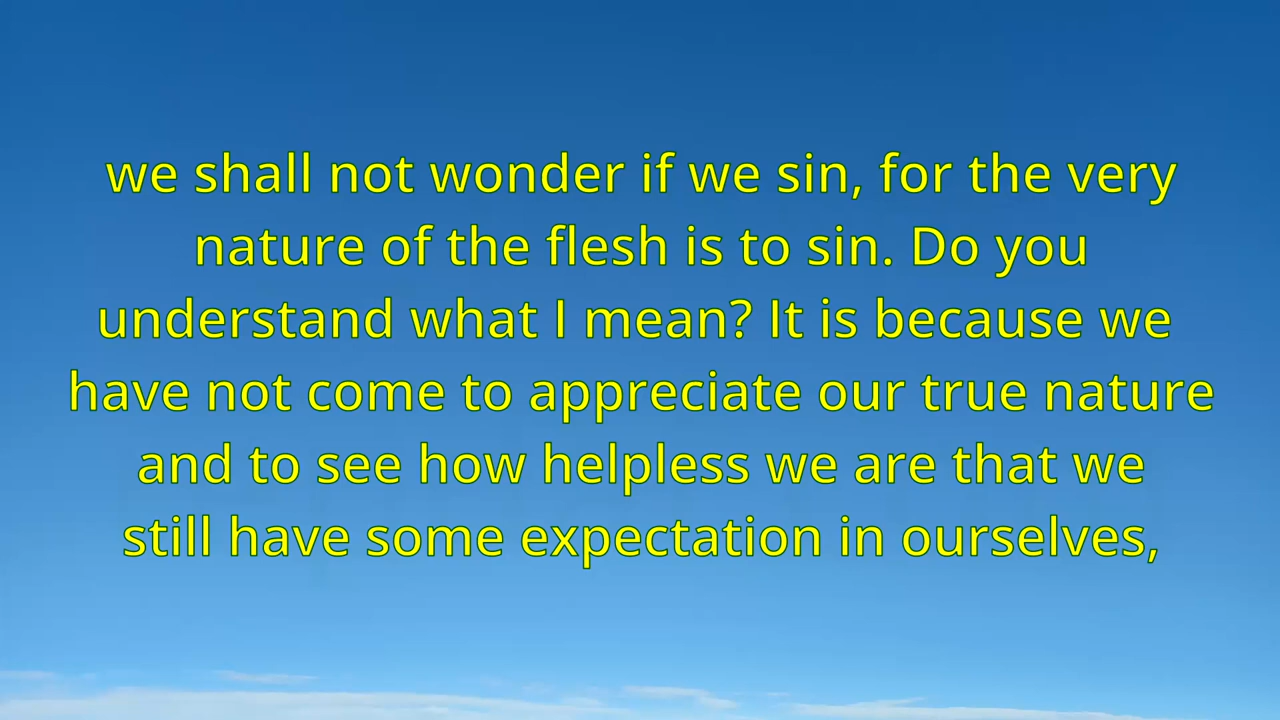 we shall not wonder if we sin, for the very
nature of the flesh is to sin. Do you
understand what I mean? It is because we
have not come to appreciate our true nature
and to see how helpless we are that we
still have some expectation in ourselves,